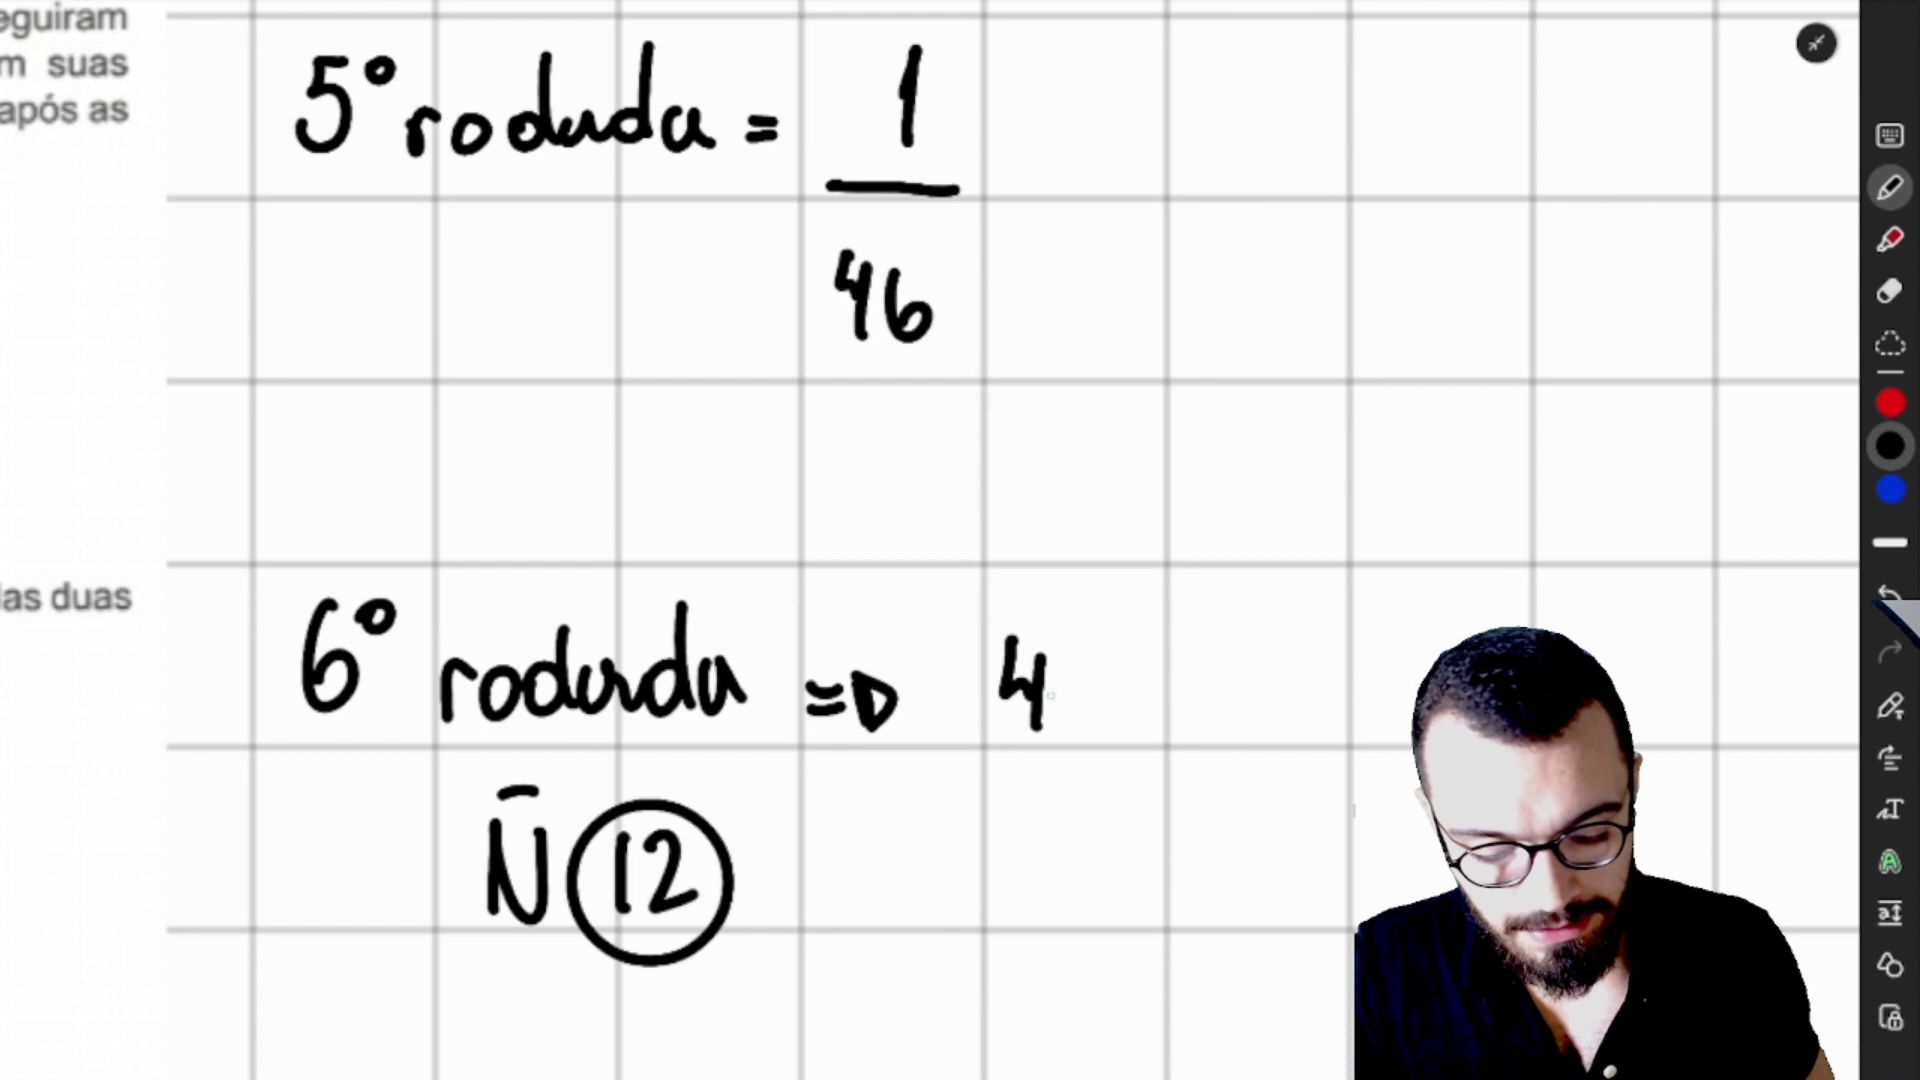 eguiram
m suas
após as
5° rodada = 1
46
las duas
6° rodada => 4
N̄ 12